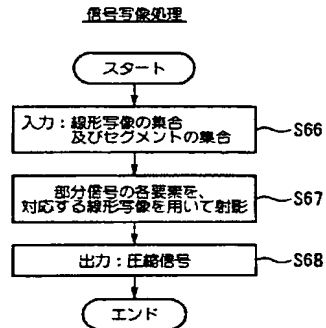 信号写像処理
スタート
入力:線形写像の集合
及びセグメントの集合
S66
部分信号の各要素を、
対応する線形写像を用いて射影
S67
出力:圧縮信号
S68
エンド